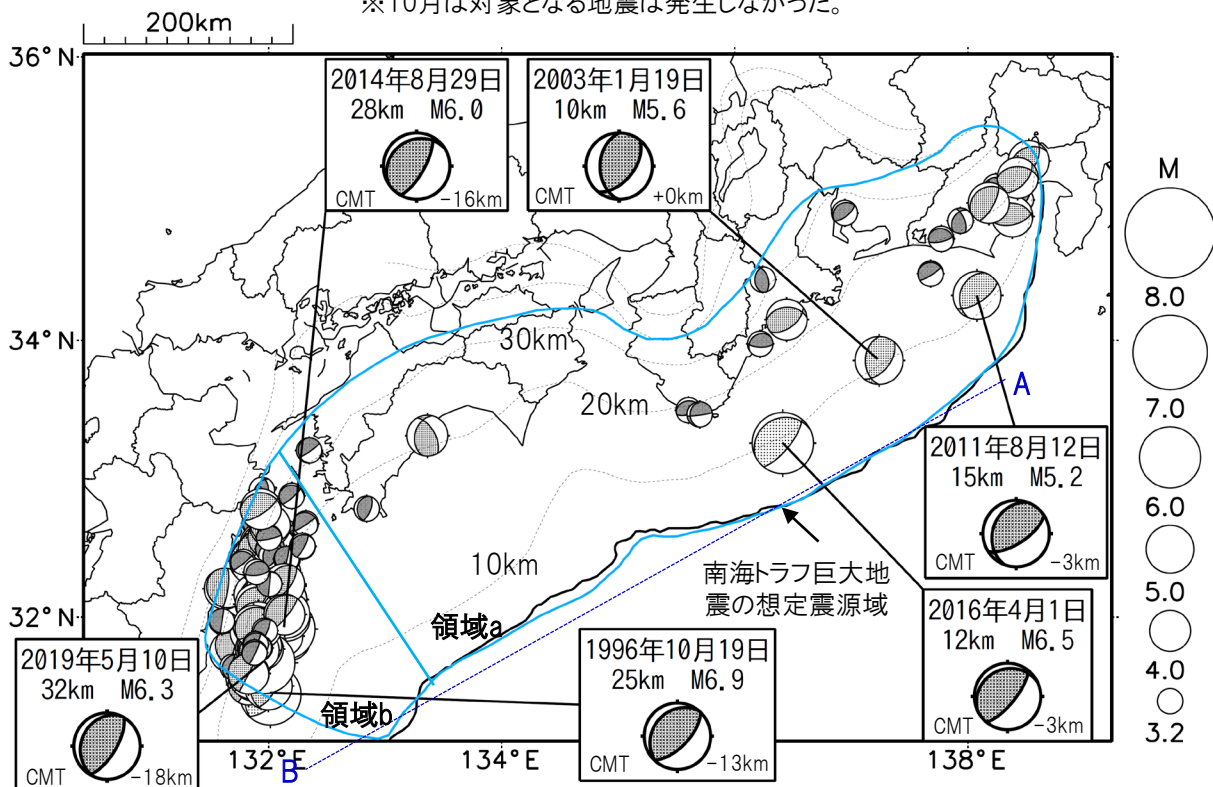 ※10月は対象となる地震は発生しなかった。
200km
36°N
2014年8月29日
28km M6.0
CMT
-16km
2003年1月19日
10km M5.6
CMT
+0km
M
8.0
34°N
30km
20km
A
7.0
2011年8月12日
15km M5.2
CMT
-3km
6.0
10km
南海トラフ巨大地
震の想定震源域
5.0
32°N
領域a
2016年4月1日
12km M6.5
CMT
-3km
4.0
2019年5月10日
32km M6.3
CMT
-18km
1996年10月19日
25km M6.9
CMT
-13km
領域b
3.2
132°E
B
134°E
138°E